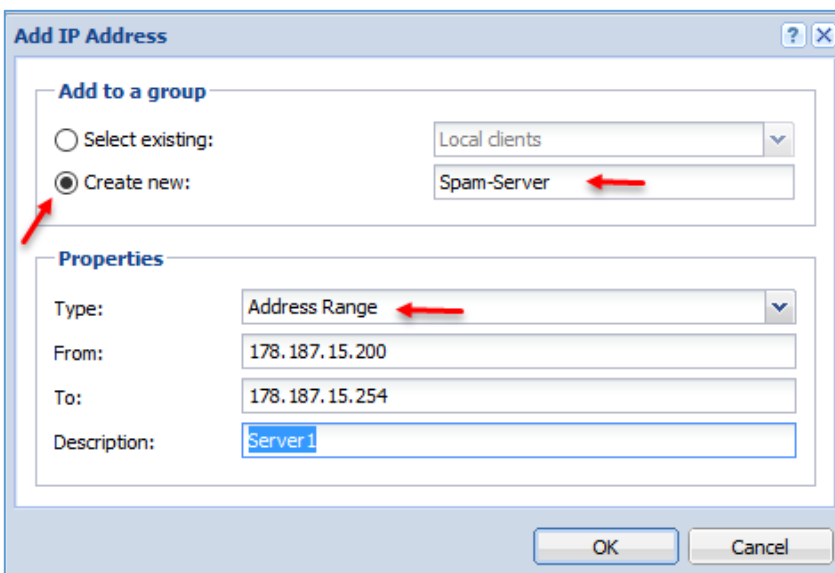 Add IP Address
Add to a group
Select existing: Local clients
Create new: Spam-Server
Properties
Type: Address Range
From: 178.187.15.200
To: 178.187.15.254
Description: Server1
OK Cancel